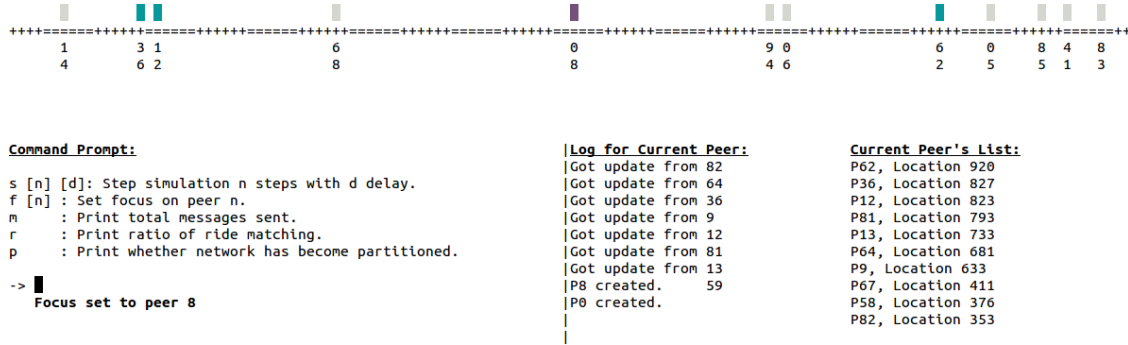 ++++======++++++======++++++======++++++======++++++======++++++======++++++======++++++======++++++======++++++======++++++======++
1 3 1 6 0 9 0 6 0 8 4 8
4 6 2 8 8 4 6 2 5 5 1 3
Command Prompt:
s [n] [d]: Step simulation n steps with d delay.
f [n] : Set focus on peer n.
m : Print total messages sent.
r : Print ratio of ride matching.
p : Print whether network has become partitioned.
->
Focus set to peer 8
|Log for Current Peer:
|Got update from 82
|Got update from 64
|Got update from 36
|Got update from 9
|Got update from 12
|Got update from 81
|Got update from 13
|P8 created. 59
|P0 created.
|
|
Current Peer's List:
P62, Location 920
P36, Location 827
P12, Location 823
P81, Location 793
P13, Location 733
P64, Location 681
P9, Location 633
P67, Location 411
P58, Location 376
P82, Location 353